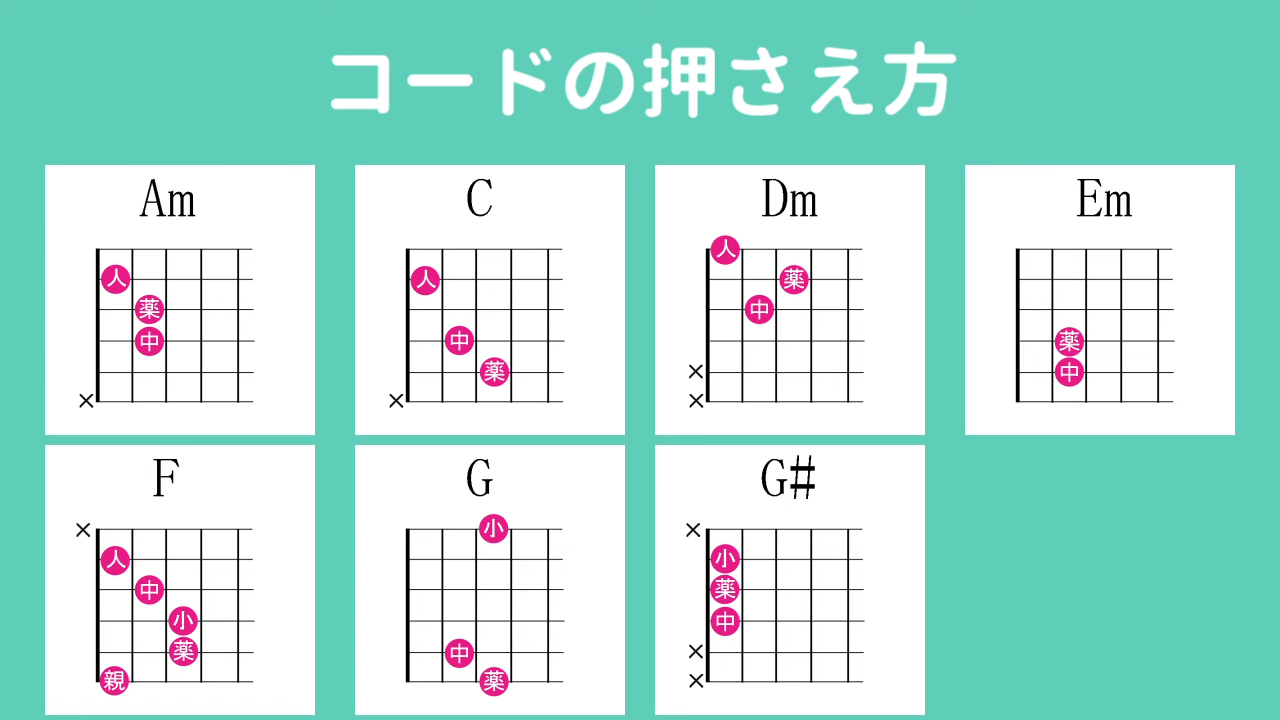 コードの押さえ方
Am
人
薬
中
×
C
人
中
薬
×
Dm
人
薬
中
×
×
Em
薬
中
F
×
人
中
小
薬
親
G
小
中
薬
G#
×
小
薬
中
×
×